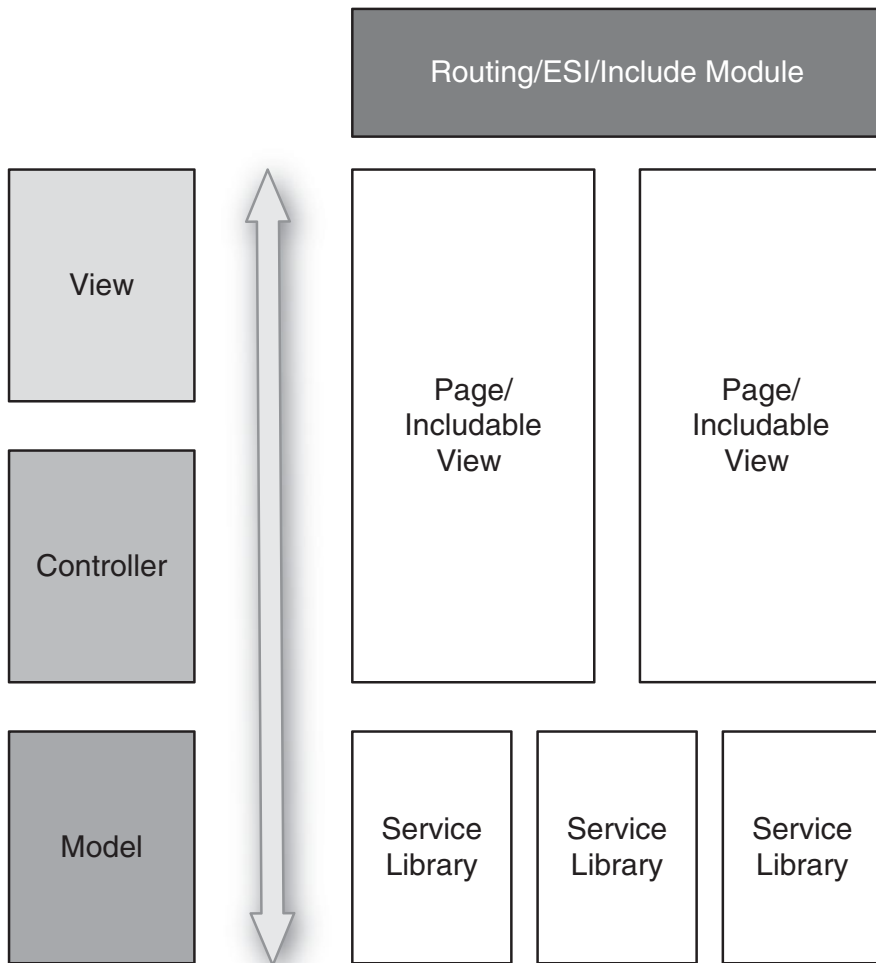 Routing/ESI/Include Module
View
Page/
Includable
View
Page/
Includable
View
Controller
Model
Service
Library
Service
Library
Service
Library